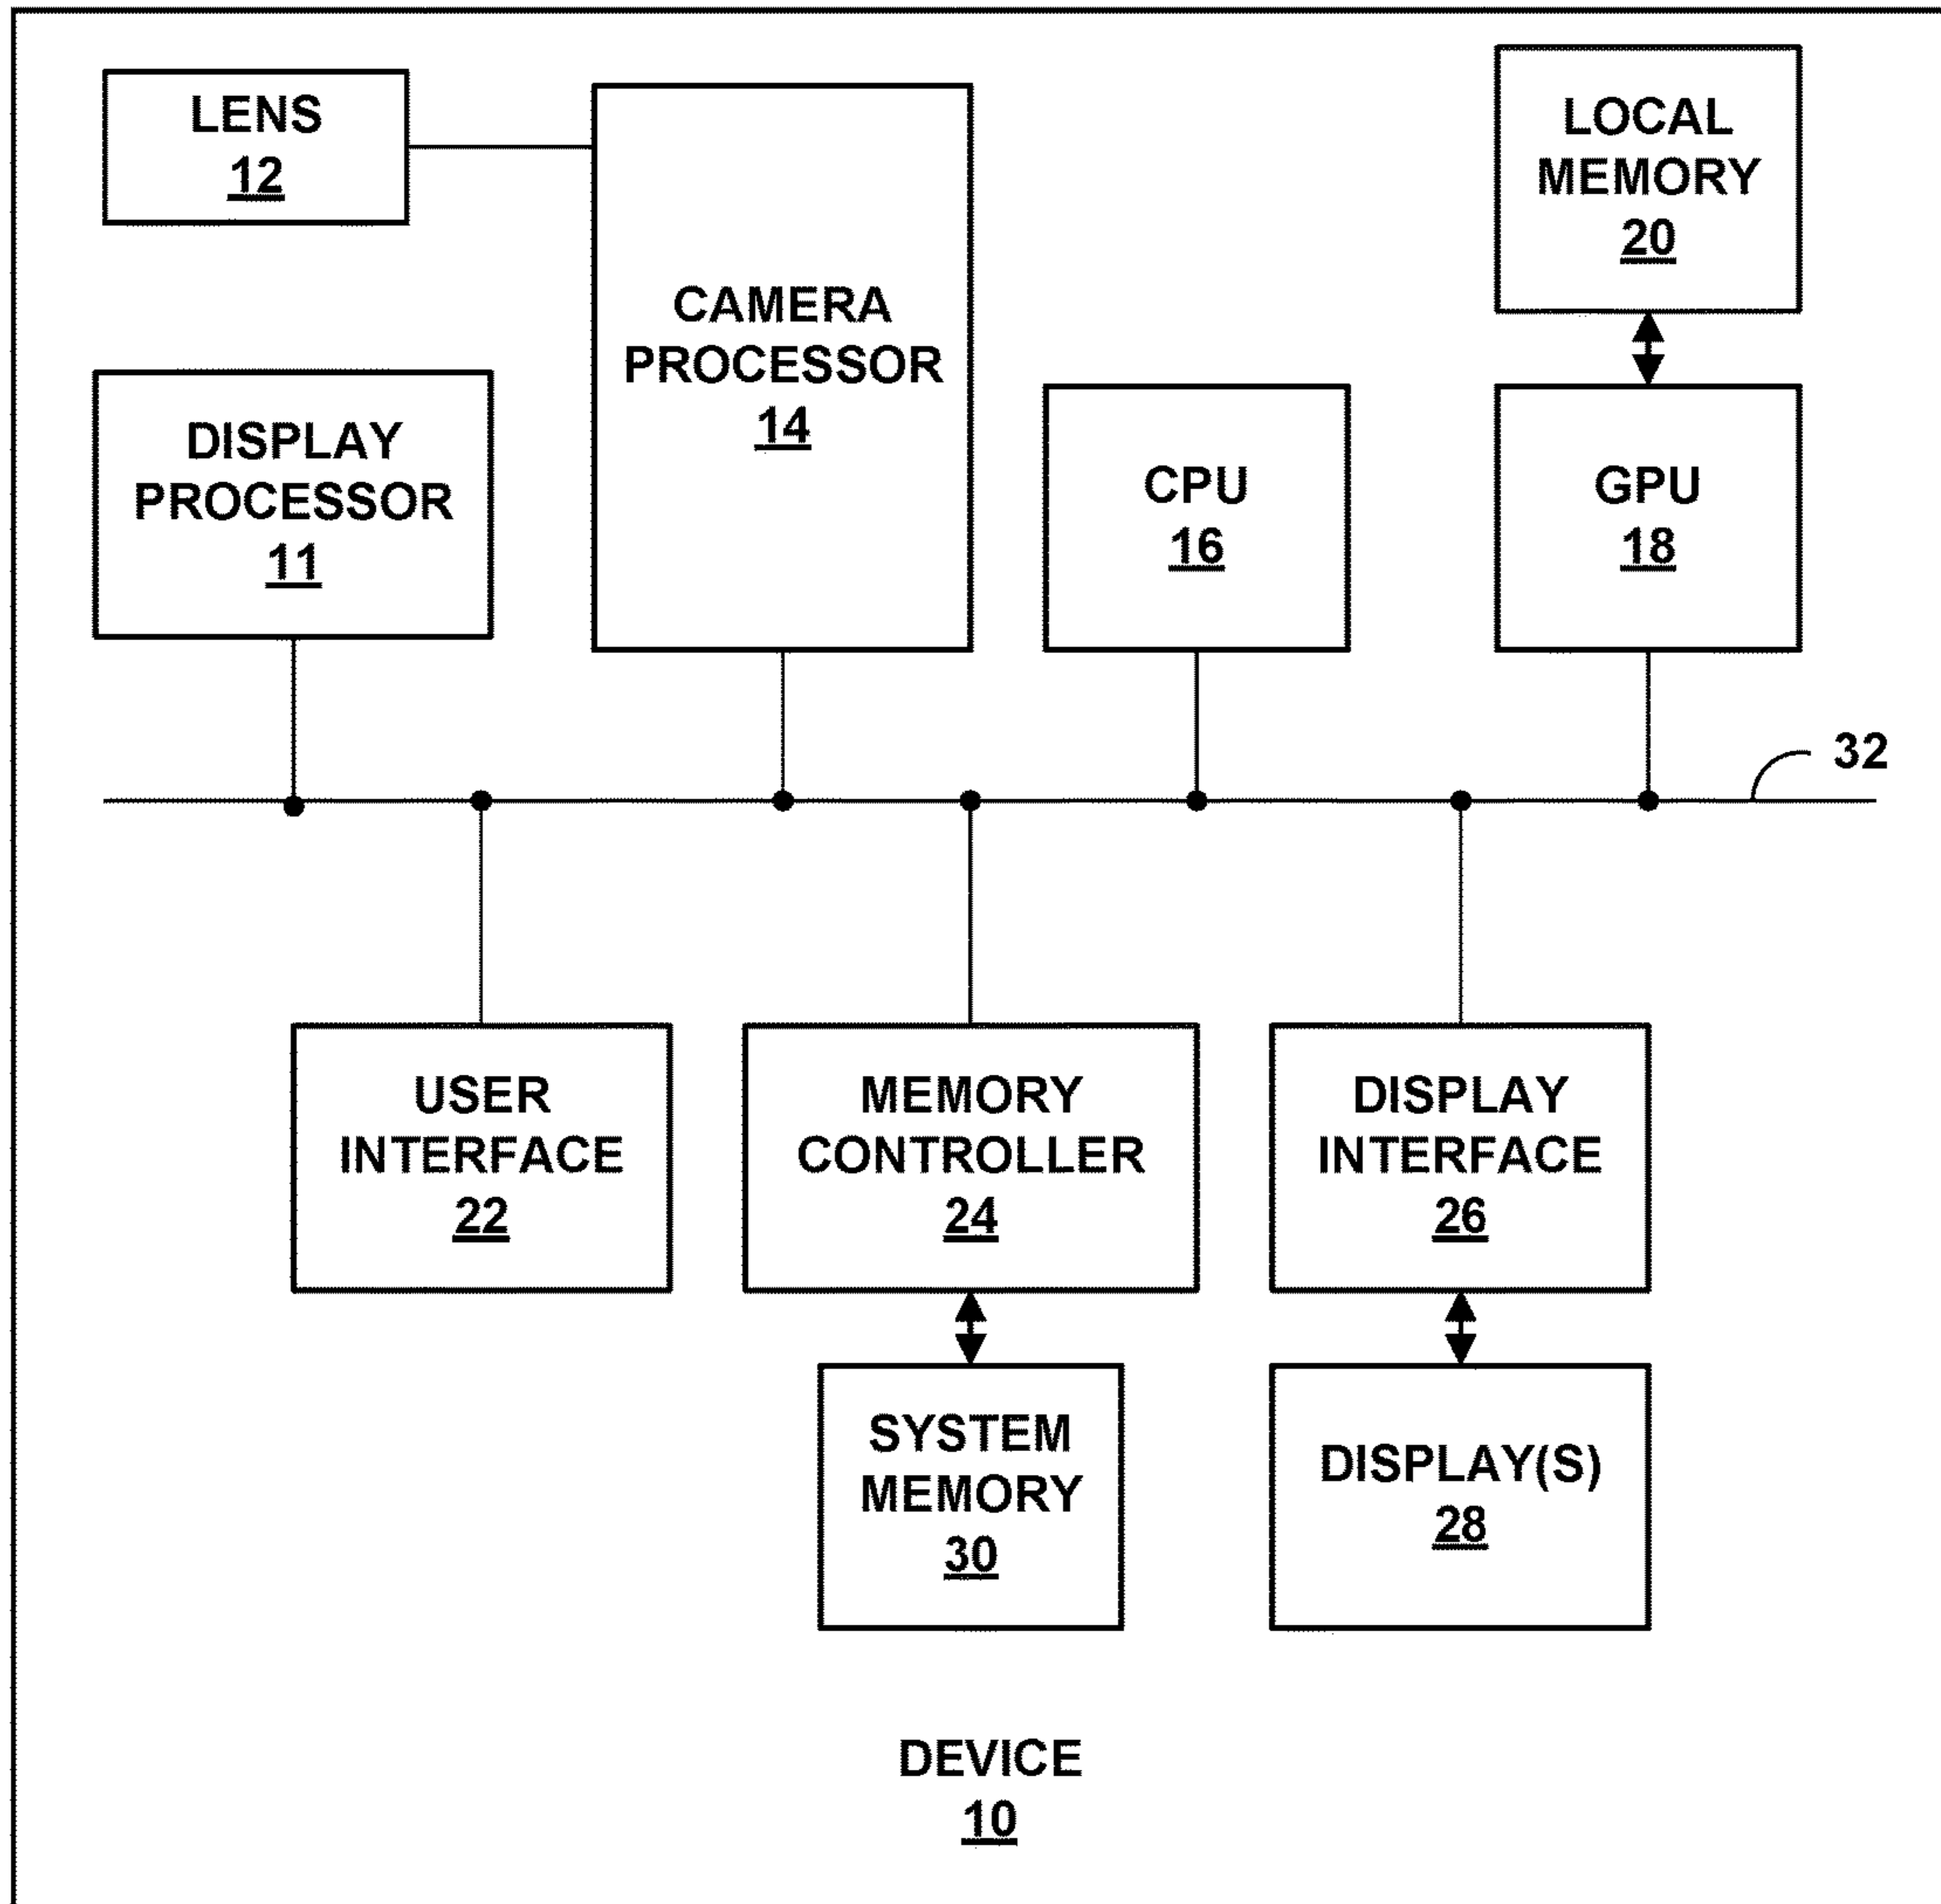 LENS
12
LOCAL
MEMORY
20
CAMERA
PROCESSOR
14
DISPLAY
PROCESSOR
11
CPU
16
GPU
18
32
USER
INTERFACE
22
MEMORY
CONTROLLER
24
DISPLAY
INTERFACE
26
SYSTEM
MEMORY
30
DISPLAY(S)
28
DEVICE
10